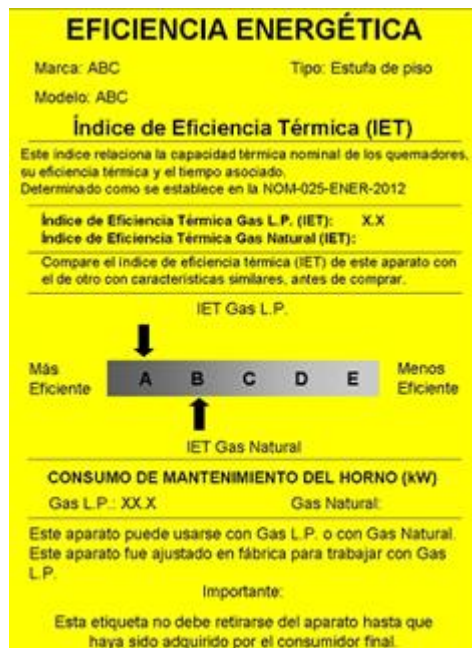 EFICIENCIA ENERGÉTICA
Marca: ABC Tipo: Estufa de piso
Modelo: ABC
Índice de Eficiencia Térmica (IET)
Este índice relaciona la capacidad térmica nominal de los quemadores,
su eficiencia térmica y el tiempo asociado.
Determinado como se establece en la NOM-025-ENER-2012
Índice de Eficiencia Térmica Gas L.P. (IET): X.X
Índice de Eficiencia Térmica Gas Natural (IET):
Compare el índice de eficiencia térmica (IET) de este aparato con
el de otro con características similares, antes de comprar.
IET Gas L.P.
Más
Eficiente
A B C D E
Menos
Eficiente
IET Gas Natural
CONSUMO DE MANTENIMIENTO DEL HORNO (kW)
Gas L.P.: XX.X Gas Natural:
Este aparato puede usarse con Gas L.P. o con Gas Natural.
Este aparato fue ajustado en fábrica para trabajar con Gas
L.P.
Importante:
Esta etiqueta no debe retirarse del aparato hasta que
haya sido adquirido por el consumidor final.